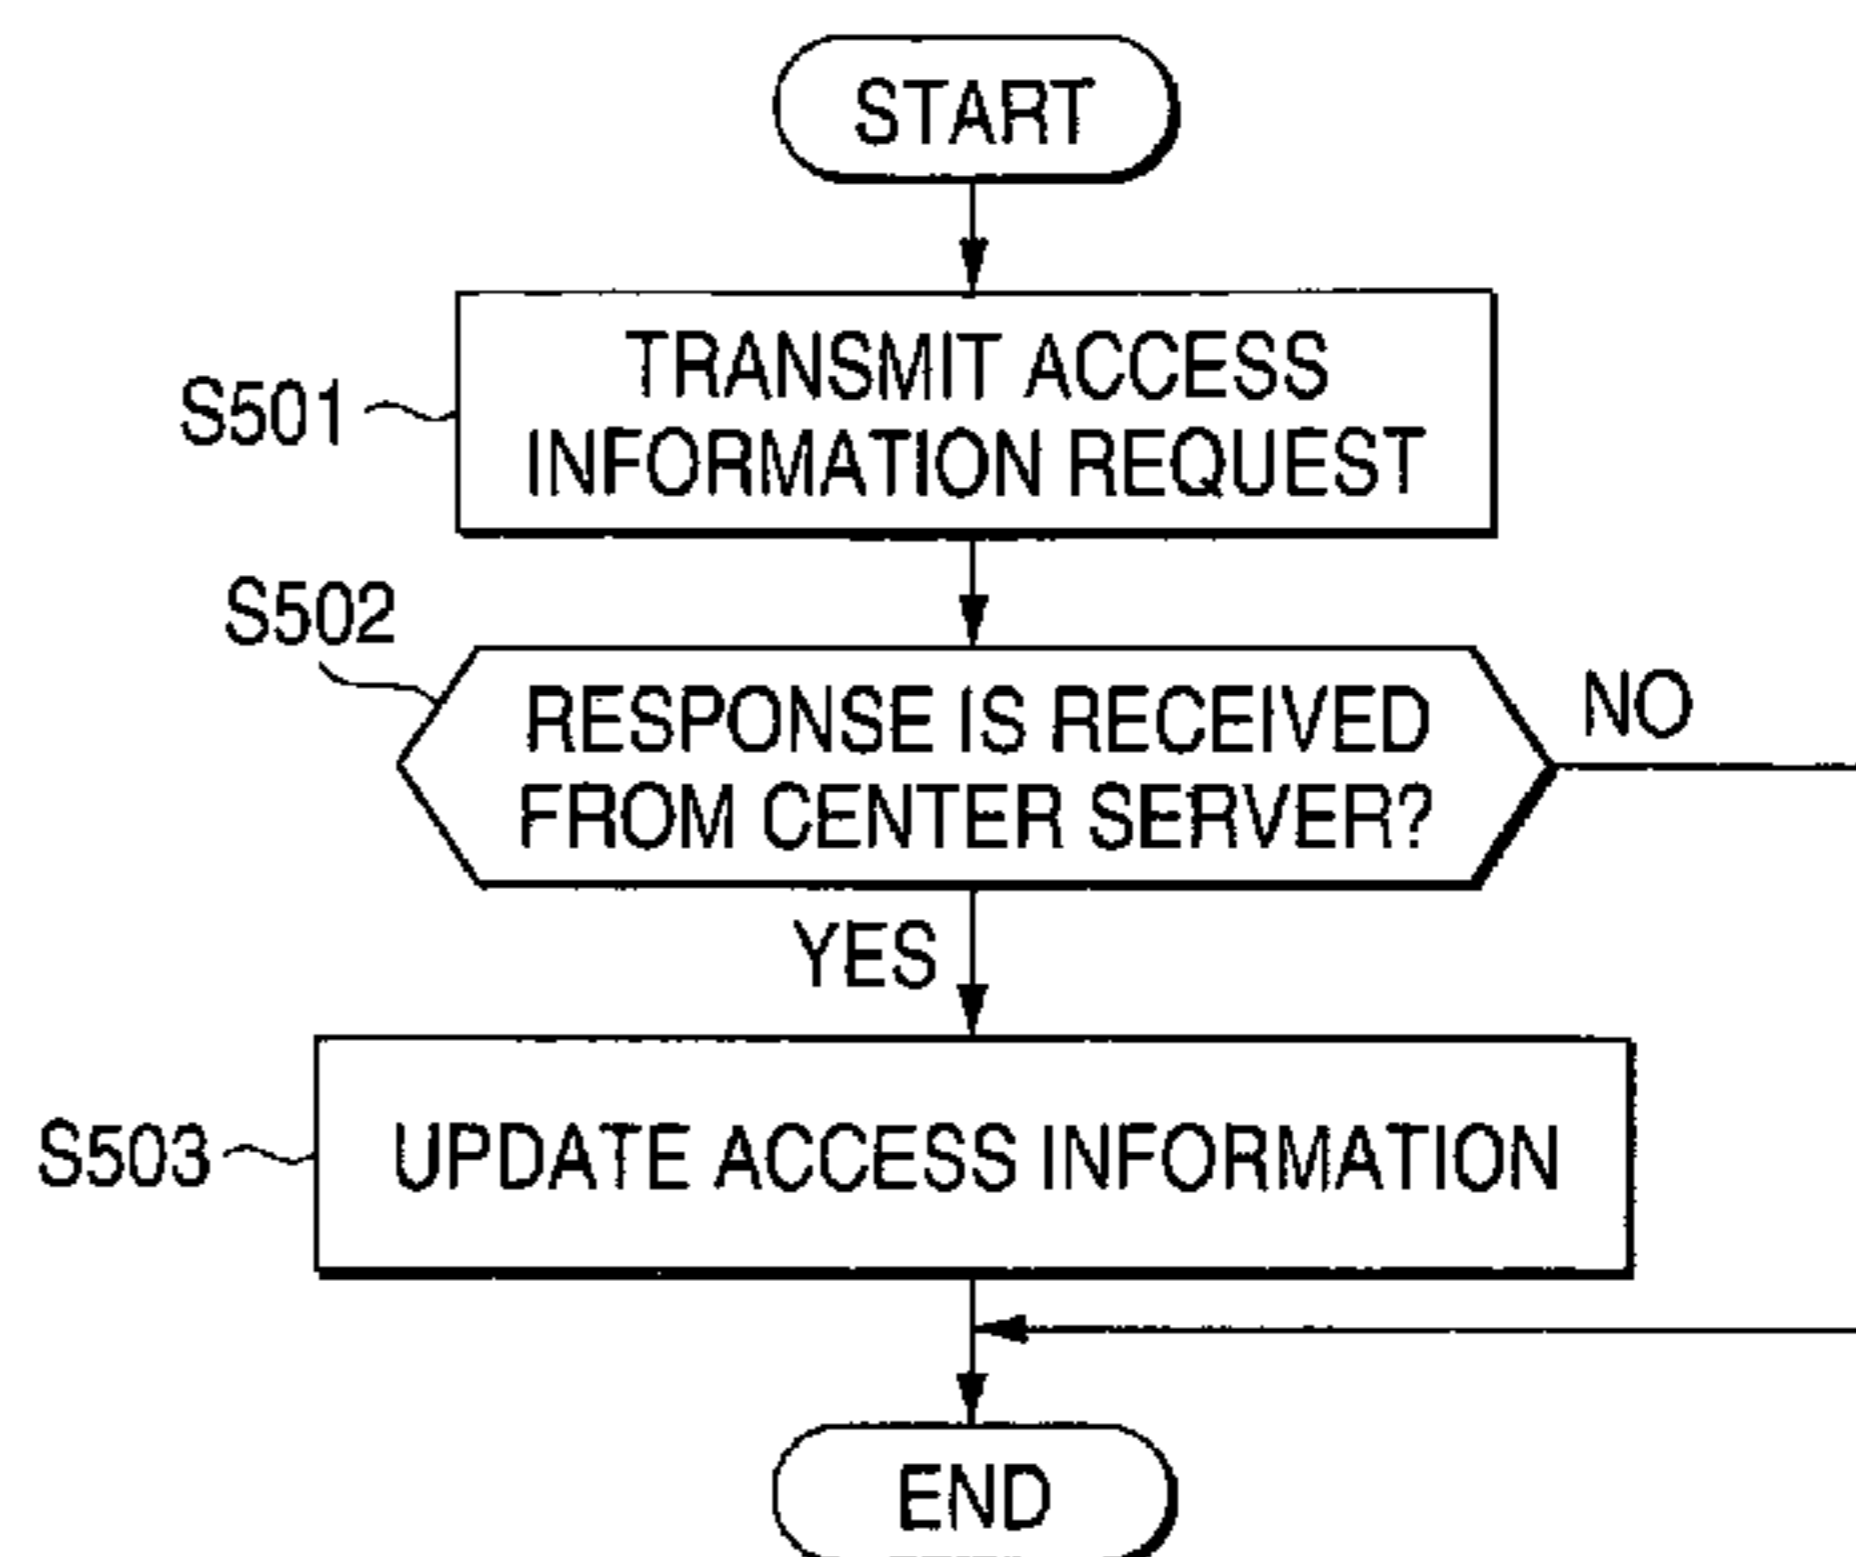 START
S501
TRANSMIT ACCESS
INFORMATION REQUEST
S502
RESPONSE IS RECEIVED
FROM CENTER SERVER?
NO
YES
S503
UPDATE ACCESS INFORMATION
END